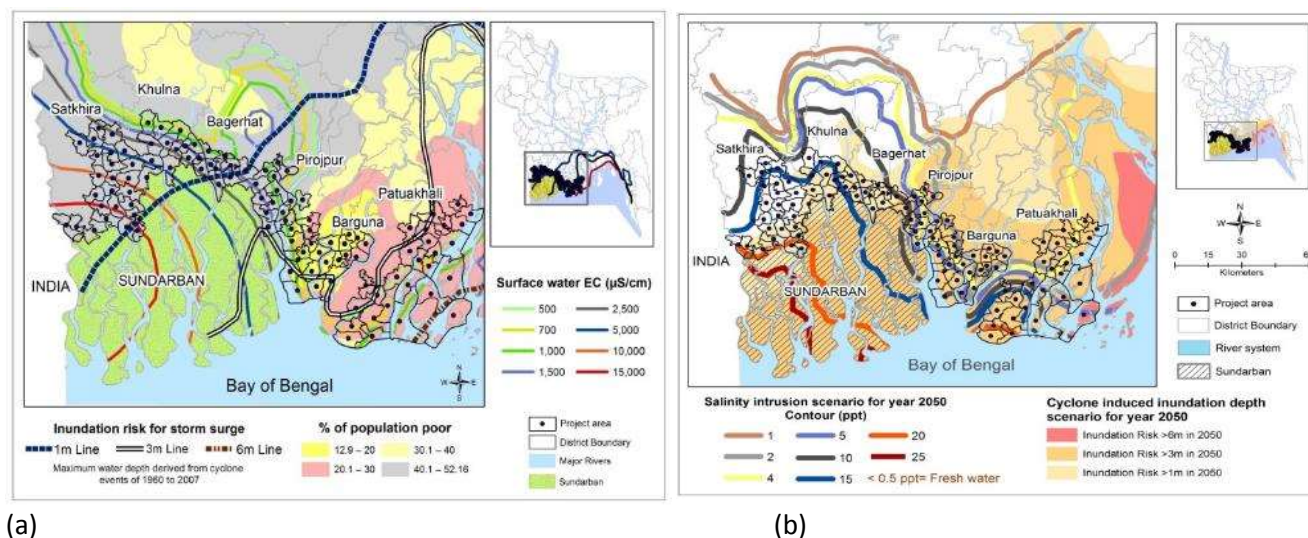 Khulna
Satkhira
Bagerhat
Pirojpur
Patuakhali
Barguna
INDIA
SUNDARBAN
Bay of Bengal
N
W E
S
Surface water EC (µS/cm)
500 2,500
700 5,000
1,000 10,000
1,500 15,000
Inundation risk for storm surge
1m Line 3m Line 6m Line
Maximum water depth derived from cyclone
events of 1960 to 2007
% of population poor
12.9 – 20 30.1 – 40
20.1 – 30 40.1 – 52.16
Project area
District Boundary
Major Rivers
Sundarban
(a)
Khulna
Satkhira
Bagerhat
Pirojpur
Patuakhali
Barguna
INDIA
SUNDARBAN
Bay of Bengal
N
W E
S
0 15 30 45 6
Kilometers
Project area
District Boundary
River system
Sundarban
Salinity intrusion scenario for year 2050
Contour (ppt)
1 5 20
2 10 25
4 15 < 0.5 ppt= Fresh water
Cyclone induced inundation depth
scenario for year 2050
Inundation Risk >6m in 2050
Inundation Risk >3m in 2050
Inundation Risk >1m in 2050
(b)